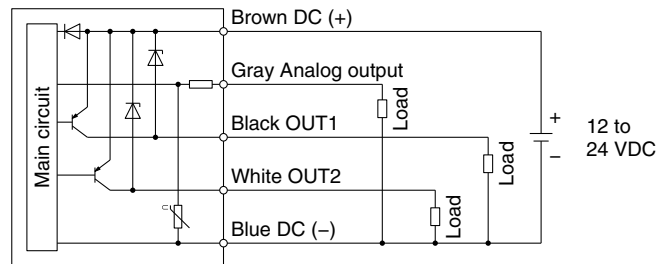 Brown DC (+)
Gray Analog output
Main circuit
Load
Black OUT1
Load
+
−
12 to
24 VDC
White OUT2
Load
Blue DC (−)